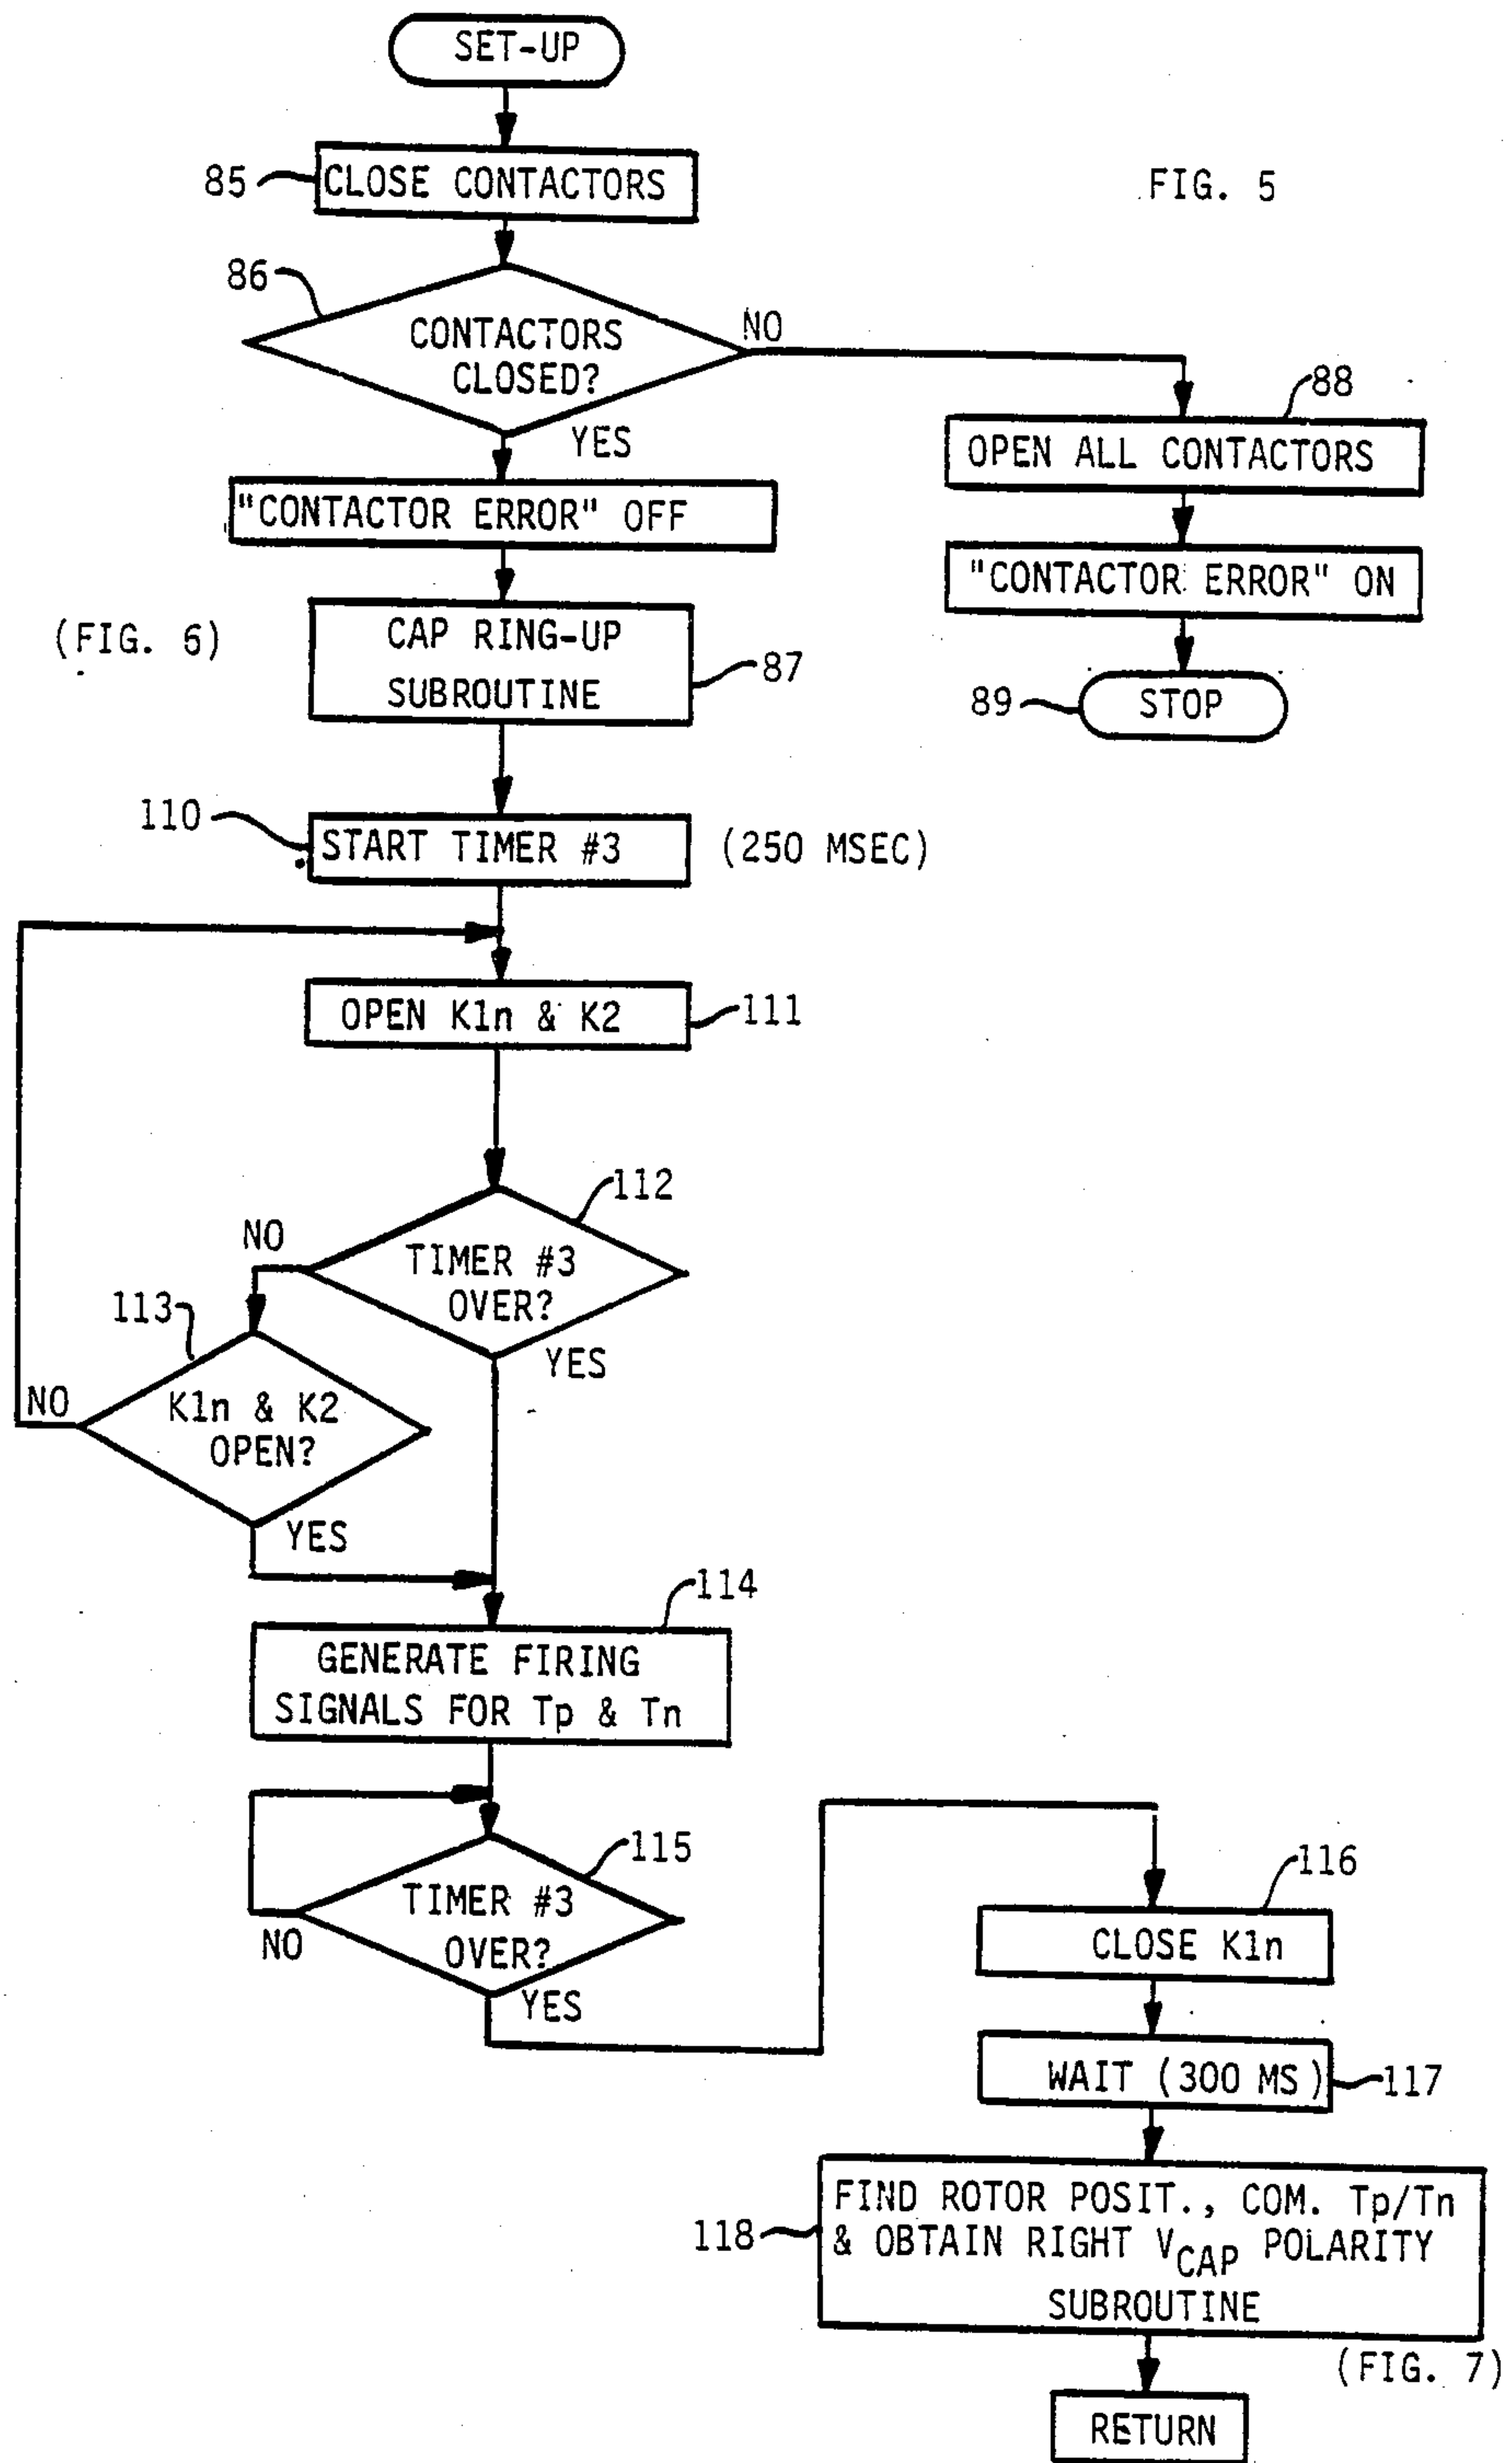 SET-UP
85
CLOSE CONTACTORS
FIG. 5
86
CONTACTORS
CLOSED?
NO
YES
88
OPEN ALL CONTACTORS
"CONTACTOR ERROR" OFF
"CONTACTOR ERROR" ON
(FIG. 6)
CAP RING-UP
SUBROUTINE
87
89
STOP
110
START TIMER #3
(250 MSEC)
OPEN K1n & K2
111
112
NO
TIMER #3
OVER?
YES
113
NO
K1n & K2
OPEN?
YES
114
GENERATE FIRING
SIGNALS FOR Tp & Tn
115
TIMER #3
OVER?
NO
YES
116
CLOSE K1n
WAIT (300 MS)
117
118
FIND ROTOR POSIT., COM. Tp/Tn
& OBTAIN RIGHT VCAP POLARITY
SUBROUTINE
(FIG. 7)
RETURN